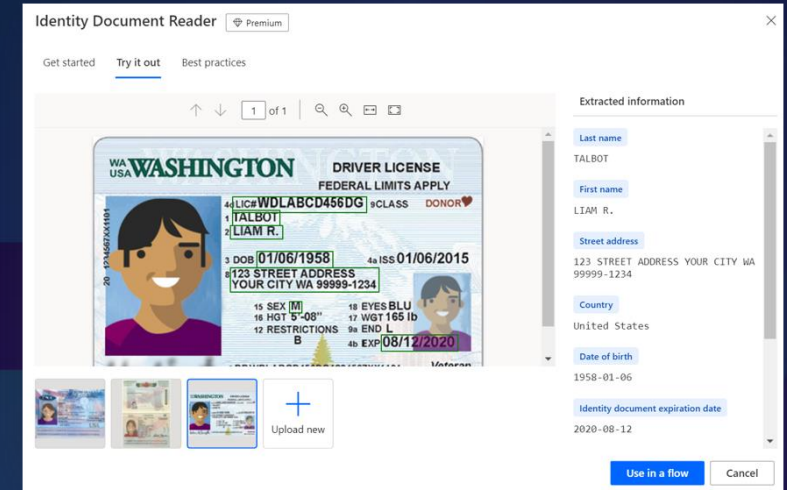 Identity Document Reader Premium
Get started Try it out Best practices
1 of 1
Extracted information
WA USA WASHINGTON
DRIVER LICENSE
FEDERAL LIMITS APPLY
4d LIC# WDLABCD456DG 9CLASS DONOR
1 TALBOT
2 LIAM R.
3 DOB 01/06/1958 4a ISS 01/06/2015
8 123 STREET ADDRESS
YOUR CITY WA 99999-1234
15 SEX M 18 EYES BLU
16 HGT 5'-08" 17 WGT 165 lb
12 RESTRICTIONS 9a END L
B 4b EXP 08/12/2020
Veteran
20 1234567XX1101
Last name
TALBOT
First name
LIAM R.
Street address
123 STREET ADDRESS YOUR CITY WA
99999-1234
Country
United States
Date of birth
1958-01-06
Identity document expiration date
2020-08-12
Upload new
Use in a flow Cancel